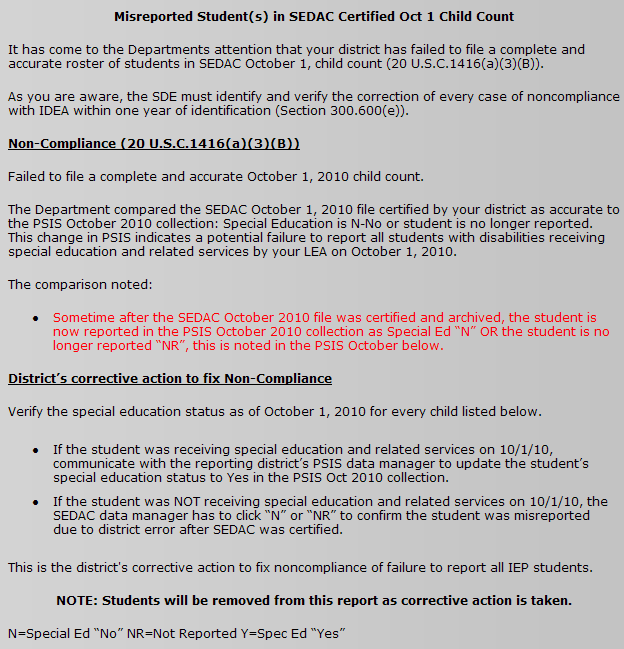 Misreported Student(s) in SEDAC Certified Oct 1 Child Count
It has come to the Departments attention that your district has failed to file a complete and
accurate roster of students in SEDAC October 1, child count (20 U.S.C.1416(a)(3)(B)).
As you are aware, the SDE must identify and verify the correction of every case of noncompliance
with IDEA within one year of identification (Section 300.600(e)).
Non-Compliance (20 U.S.C.1416(a)(3)(B))
Failed to file a complete and accurate October 1, 2010 child count.
The Department compared the SEDAC October 1, 2010 file certified by your district as accurate to
the PSIS October 2010 collection: Special Education is N-No or student is no longer reported.
This change in PSIS indicates a potential failure to report all students with disabilities receiving
special education and related services by your LEA on October 1, 2010.
The comparison noted:
• Sometime after the SEDAC October 2010 file was certified and archived, the student is
now reported in the PSIS October 2010 collection as Special Ed “N” OR the student is no
longer reported “NR”, this is noted in the PSIS October below.
District’s corrective action to fix Non-Compliance
Verify the special education status as of October 1, 2010 for every child listed below.
• If the student was receiving special education and related services on 10/1/10,
communicate with the reporting district’s PSIS data manager to update the student’s
special education status to Yes in the PSIS Oct 2010 collection.
• If the student was NOT receiving special education and related services on 10/1/10, the
SEDAC data manager has to click “N” or “NR” to confirm the student was misreported
due to district error after SEDAC was certified.
This is the district's corrective action to fix noncompliance of failure to report all IEP students.
NOTE: Students will be removed from this report as corrective action is taken.
N=Special Ed “No” NR=Not Reported Y=Spec Ed “Yes”